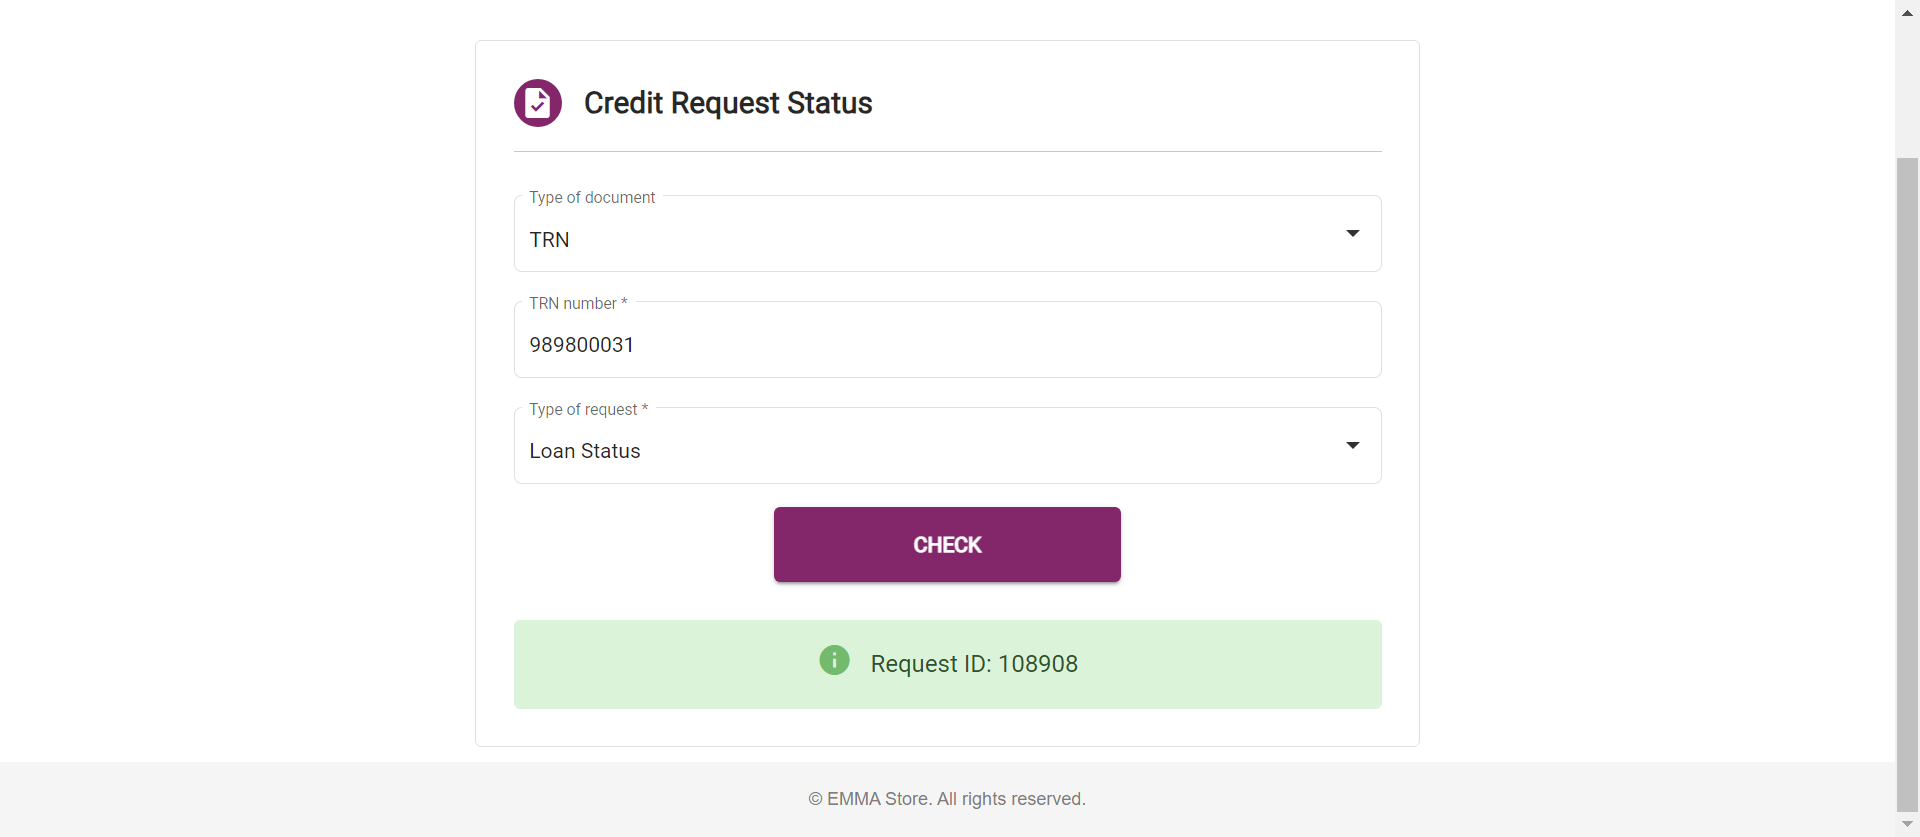 Credit Request Status
Type of document
TRN
TRN number *
989800031
Type of request *
Loan Status
CHECK
Request ID: 108908
© EMMA Store. All rights reserved.